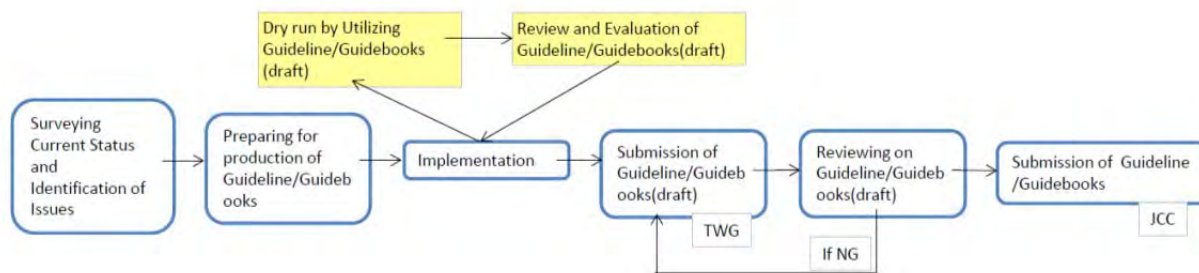 Dry run by Utilizing
Guideline/Guidebooks
(draft)
Review and Evaluation of
Guideline/Guidebooks(draft)
Surveying
Current Status
and
Identification of
Issues
Preparing for
production of
Guideline/Guideb
ooks
Implementation
Submission of
Guideline/Guideb
ooks(draft)
TWG
Reviewing on
Guideline/Guideb
ooks(draft)
If NG
Submission of Guideline
/Guidebooks
JCC